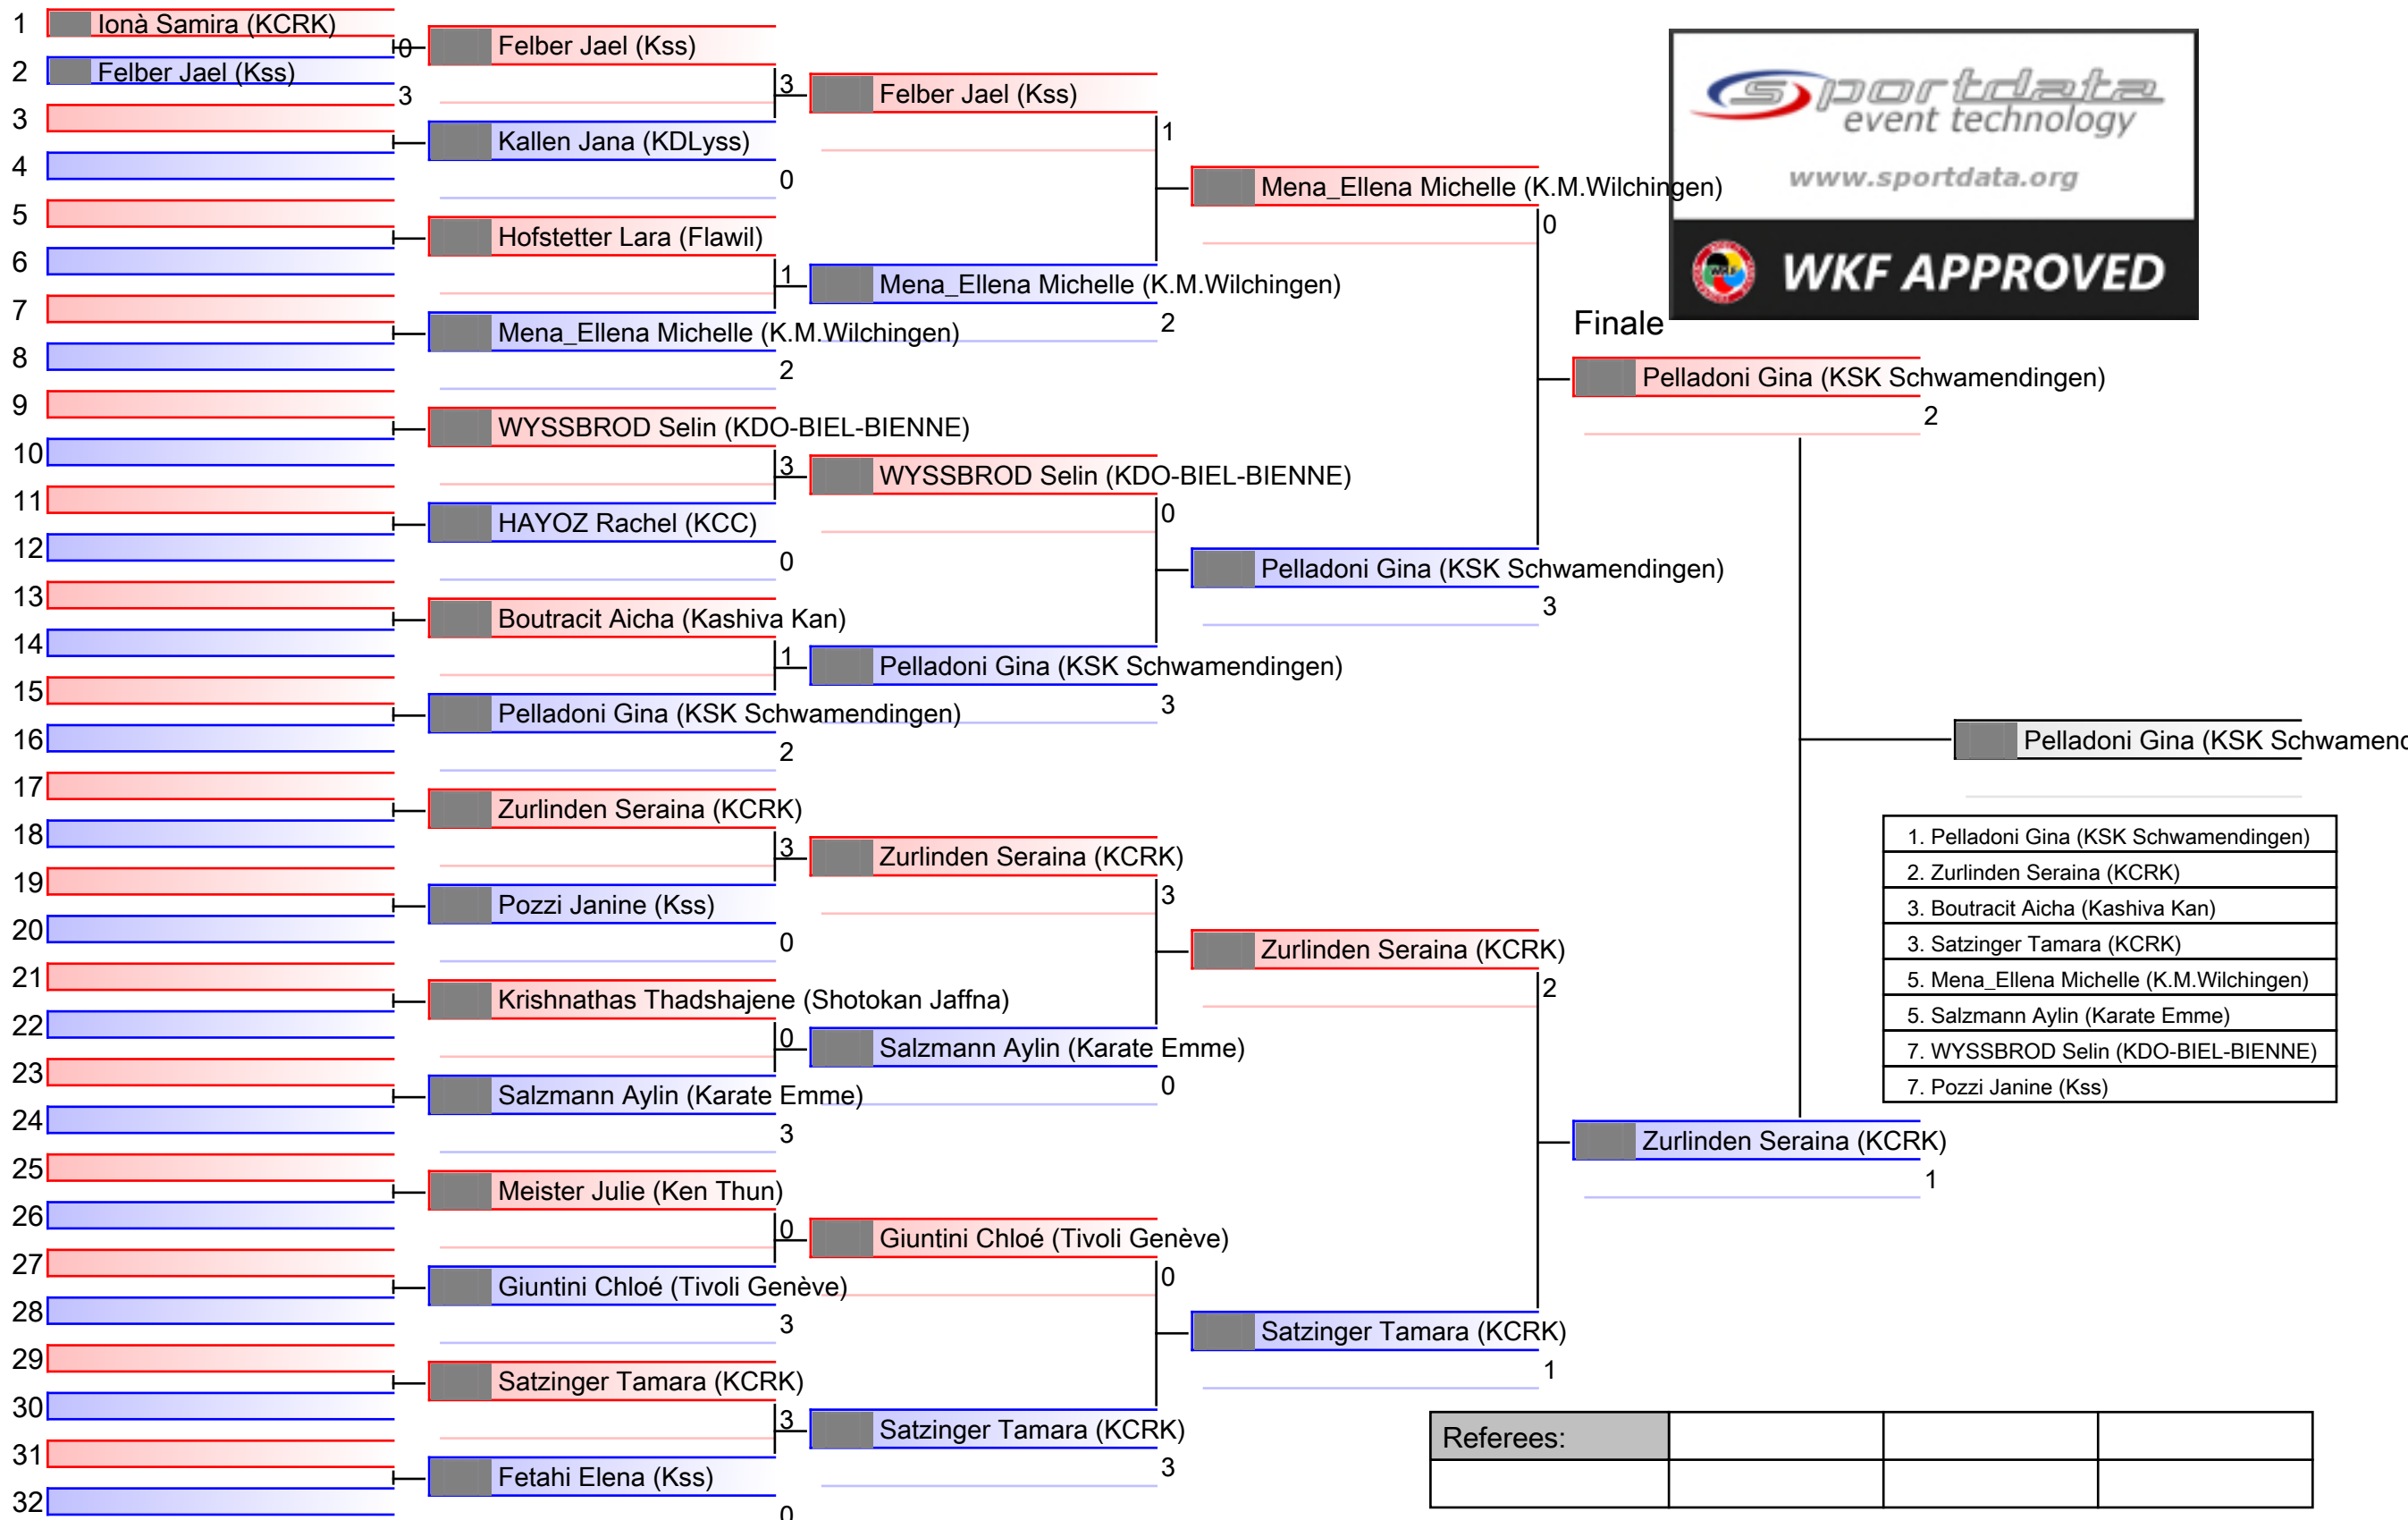 1 Ionà Samira (KCRK)
0
2 Felber Jael (Kss)
3
3
4
5
6
7
8
9
10
11
12
13
14
15
16
17
18
19
20
21
22
23
24
25
26
27
28
29
30
31
32
Felber Jael (Kss)
3
Kallen Jana (KDLyss)
0
Hofstetter Lara (Flawil)
1
Mena_Ellena Michelle (K.M.Wilchingen)
2
WYSSBROD Selin (KDO-BIEL-BIENNE)
3
HAYOZ Rachel (KCC)
0
Boutracit Aicha (Kashiva Kan)
1
Pelladoni Gina (KSK Schwamendingen)
2
Zurlinden Seraina (KCRK)
3
Pozzi Janine (Kss)
0
Krishnathas Thadshajene (Shotokan Jaffna)
0
Salzmann Aylin (Karate Emme)
3
Meister Julie (Ken Thun)
0
Giuntini Chloé (Tivoli Genève)
3
Satzinger Tamara (KCRK)
3
Fetahi Elena (Kss)
0
Felber Jael (Kss)
1
Mena_Ellena Michelle (K.M.Wilchingen)
2
WYSSBROD Selin (KDO-BIEL-BIENNE)
0
Pelladoni Gina (KSK Schwamendingen)
3
Zurlinden Seraina (KCRK)
3
Salzmann Aylin (Karate Emme)
0
Giuntini Chloé (Tivoli Genève)
0
Satzinger Tamara (KCRK)
3
Mena_Ellena Michelle (K.M.Wilchingen)
0
Pelladoni Gina (KSK Schwamendingen)
3
Zurlinden Seraina (KCRK)
2
Satzinger Tamara (KCRK)
1
sportdata
event technology
www.sportdata.org
WKF
WKF APPROVED
Finale
Pelladoni Gina (KSK Schwamendingen)
2
Zurlinden Seraina (KCRK)
1
Pelladoni Gina (KSK Schwamend
1. Pelladoni Gina (KSK Schwamendingen)
2. Zurlinden Seraina (KCRK)
3. Boutracit Aicha (Kashiva Kan)
3. Satzinger Tamara (KCRK)
5. Mena_Ellena Michelle (K.M.Wilchingen)
5. Salzmann Aylin (Karate Emme)
7. WYSSBROD Selin (KDO-BIEL-BIENNE)
7. Pozzi Janine (Kss)
Referees: